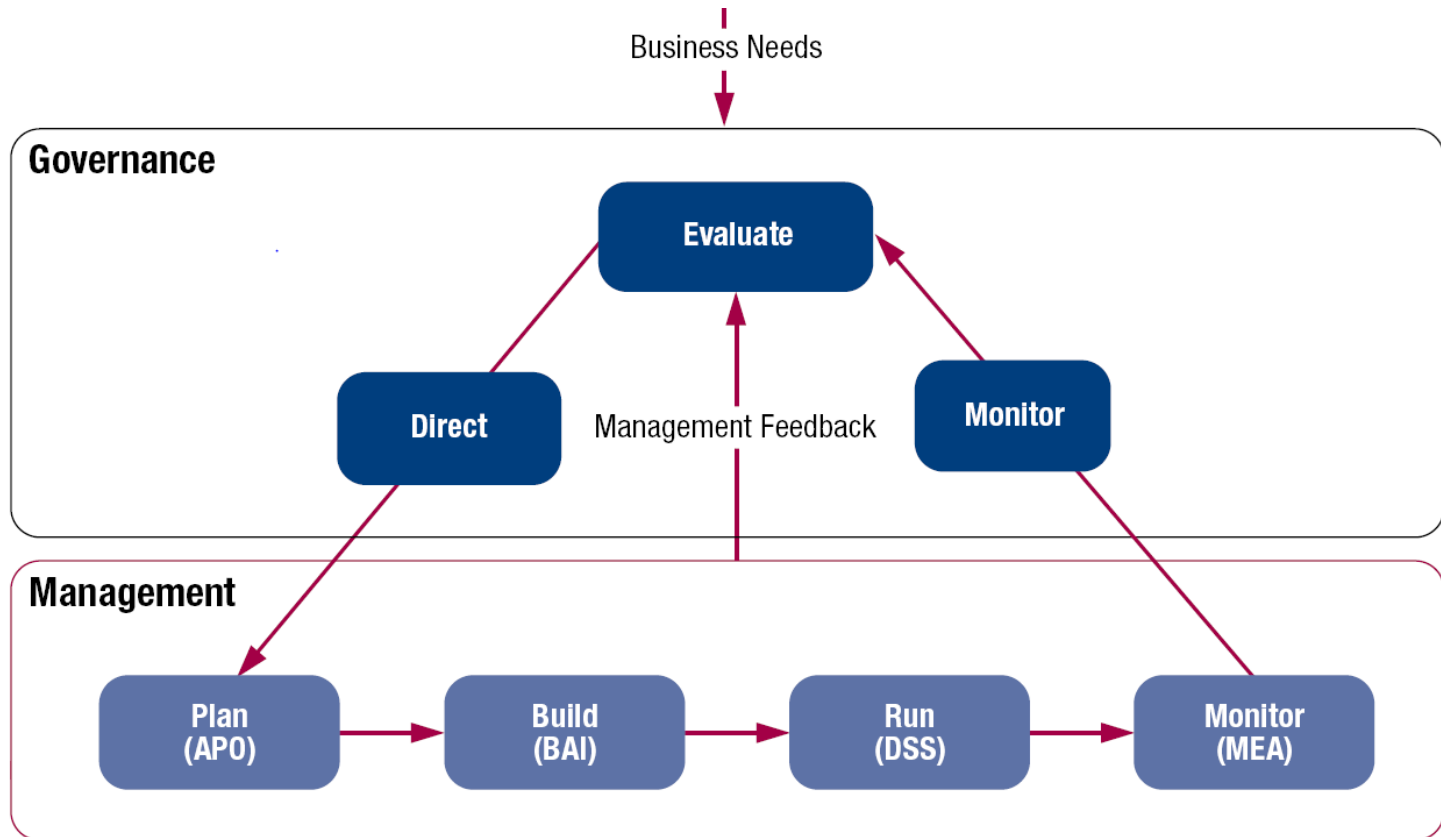 Business Needs
Governance
Evaluate
Direct
Management Feedback
Monitor
Management
Plan
(APO)
Build
(BAI)
Run
(DSS)
Monitor
(MEA)